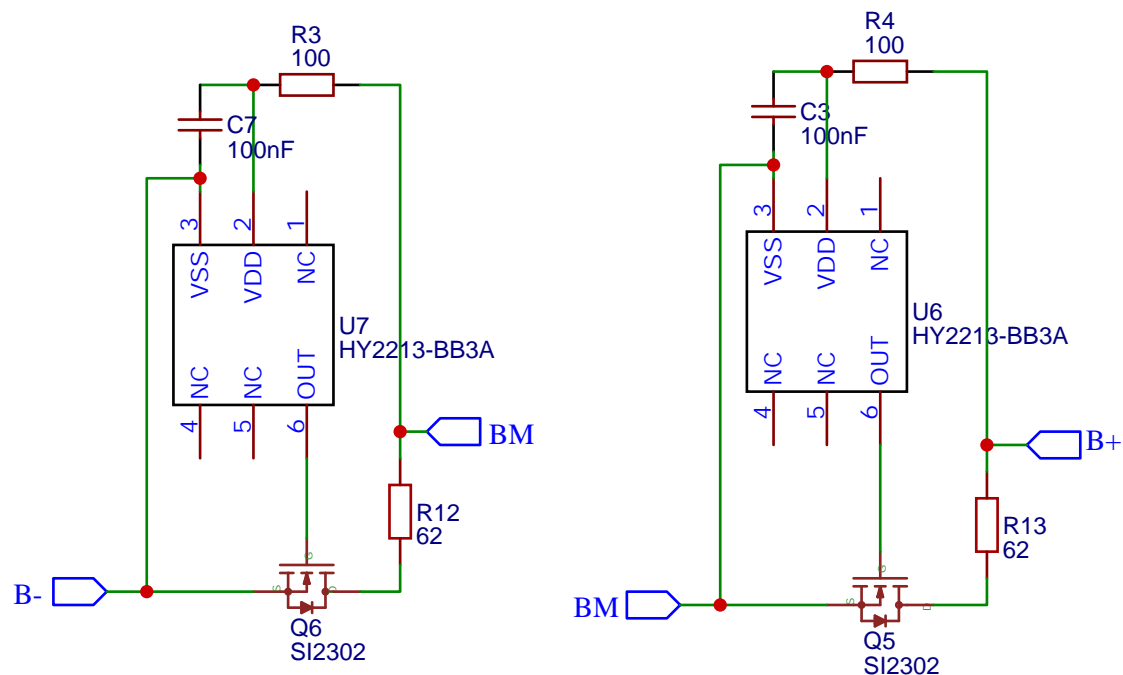 R3
100
C7
100nF
3
2
1
VSS
VDD
NC
U7
HY2213-BB3A
NC
NC
OUT
4
5
6
BM
R12
62
B-
G
S
D
Q6
SI2302
R4
100
C3
100nF
3
2
1
VSS
VDD
NC
U6
HY2213-BB3A
NC
NC
OUT
4
5
6
B+
R13
62
BM
G
S
D
Q5
SI2302